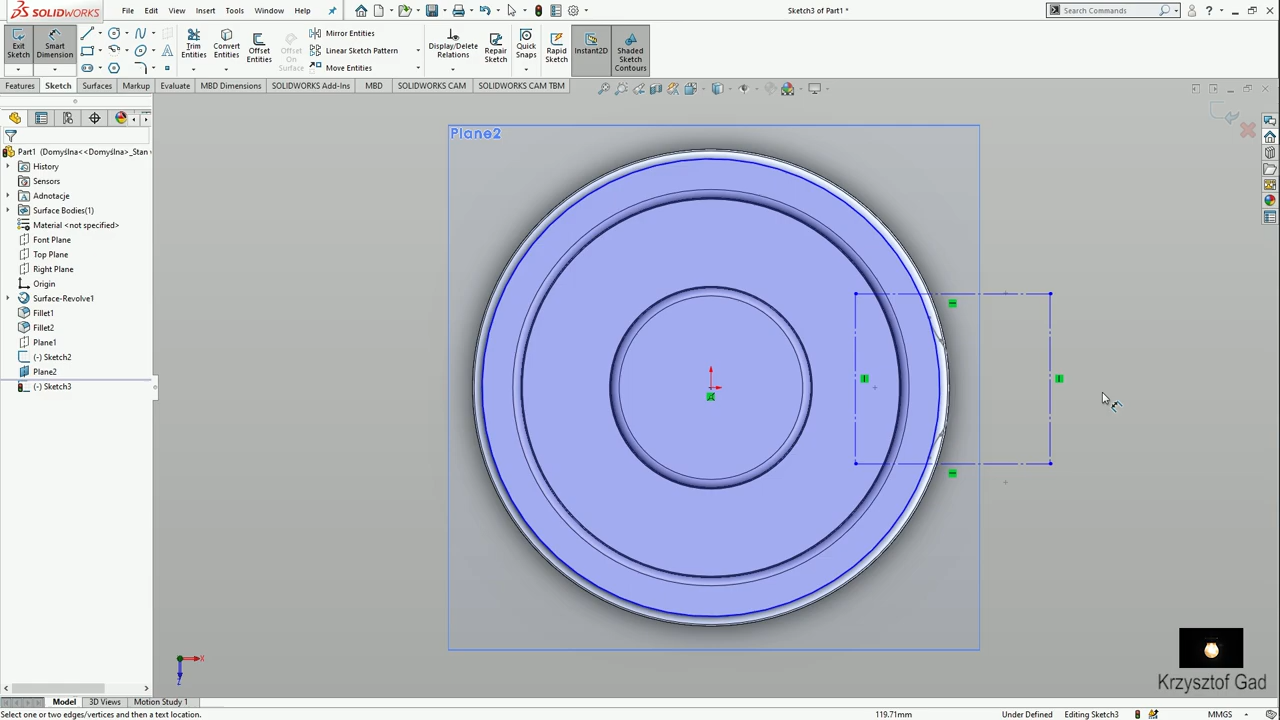 SOLIDWORKS
File Edit View Insert Tools Window Help
Sketch3 of Part1 *
Search Commands
Exit Sketch
Smart Dimension
Trim Entities
Convert Entities
Offset Entities
Offset On Surface
Mirror Entities
Linear Sketch Pattern
Move Entities
Display/Delete Relations
Repair Sketch
Quick Snaps
Rapid Sketch
Instant2D
Shaded Sketch Contours
Features Sketch Surfaces Markup Evaluate MBD Dimensions SOLIDWORKS Add-Ins MBD SOLIDWORKS CAM SOLIDWORKS CAM TBM
Part1 (Domyślna<<Domyślna>_Stan
History
Sensors
Adnotacje
Surface Bodies(1)
Material <not specified>
Font Plane
Top Plane
Right Plane
Origin
Surface-Revolve1
Fillet1
Fillet2
Plane1
(-) Sketch2
Plane2
(-) Sketch3
Plane2
X
Z
Krzysztof Gad
Model 3D Views Motion Study 1
Select one or two edges/vertices and then a text location.
119.71mm
Under Defined
Editing Sketch3
MMGS